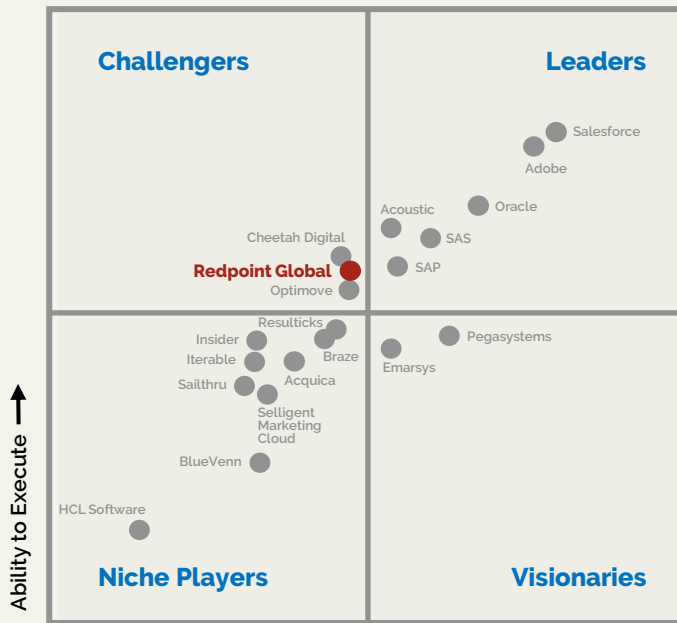 Challengers
Leaders
Salesforce
Adobe
Acoustic
Oracle
Cheetah Digital
SAS
Redpoint Global
SAP
Optimove
Resulticks
Insider
Pegasystems
Iterable
Braze
Emarsys
Sailthru
Acquica
Selligent
Marketing
Cloud
BlueVenn
HCL Software
Niche Players
Visionaries
Ability to Execute